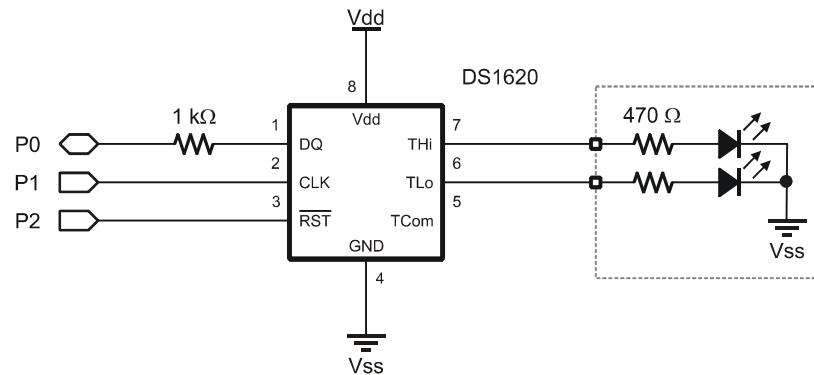 Vdd
DS1620
8
1 kΩ
470 Ω
1
Vdd
7
P0
DQ
THi
2
6
P1
CLK
TLo
3
5
P2
RST
TCom
GND
4
Vss
Vss